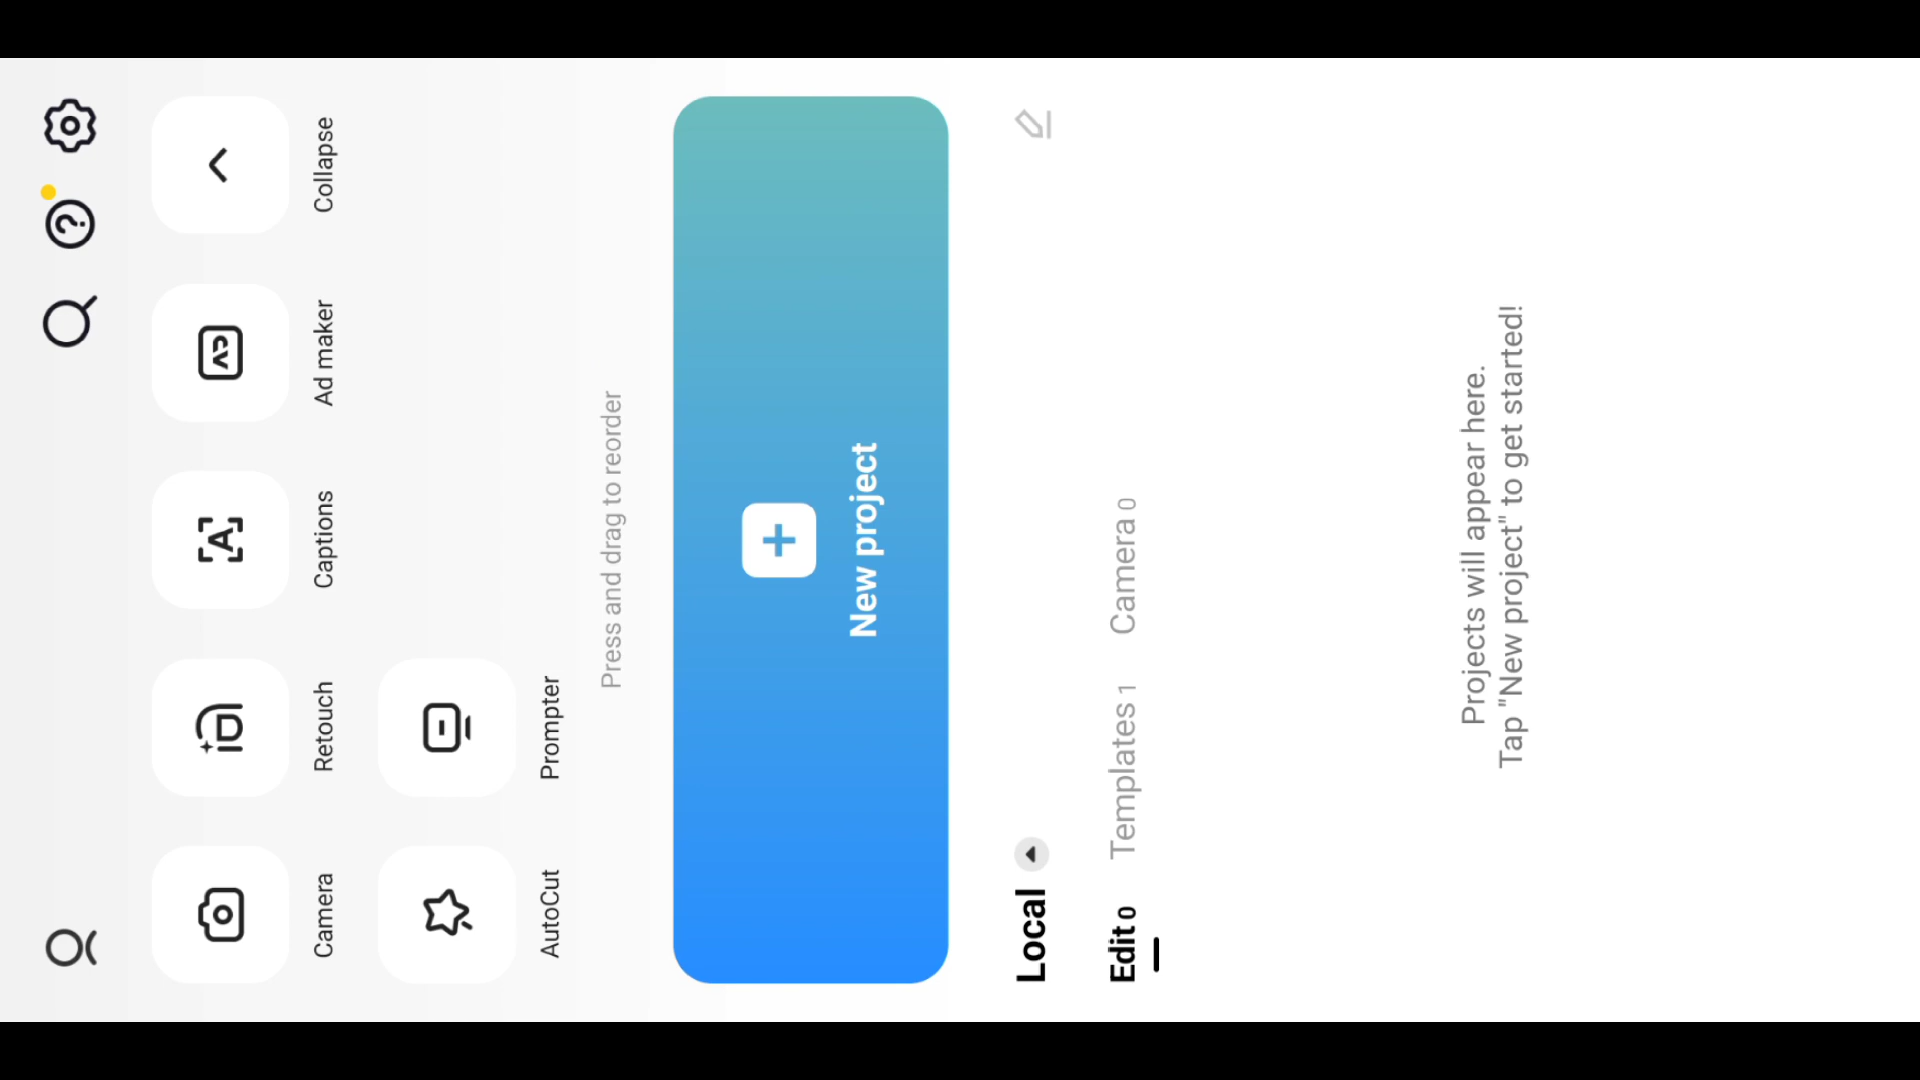 Camera
Retouch
Captions
Ad maker
Collapse
AutoCut
Prompter
Press and drag to reorder
New project
Local
Edit 0
Templates 1
Camera 0
Projects will appear here.
Tap "New project" to get started!